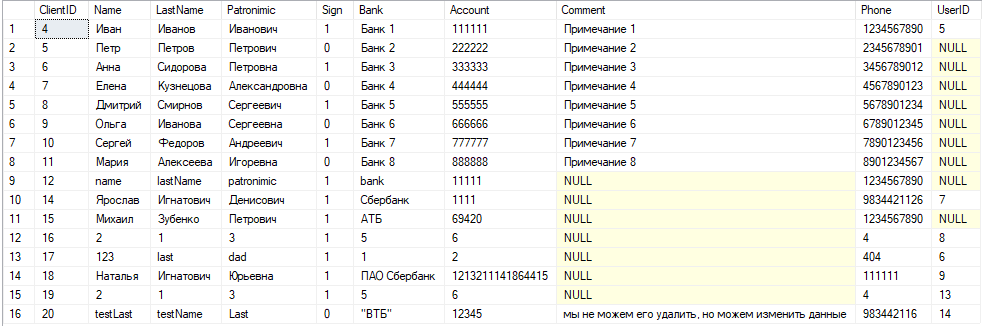 ClientID Name LastName Patronimic Sign Bank Account Comment Phone UserID
1 4 Иван Иванов Иванович 1 Банк 1 111111 Примечание 1 1234567890 5
2 5 Петр Петров Петрович 0 Банк 2 222222 Примечание 2 2345678901 NULL
3 6 Анна Сидорова Петровна 1 Банк 3 333333 Примечание 3 3456789012 NULL
4 7 Елена Кузнецова Александровна 0 Банк 4 444444 Примечание 4 4567890123 NULL
5 8 Дмитрий Смирнов Сергеевич 1 Банк 5 555555 Примечание 5 5678901234 NULL
6 9 Ольга Иванова Сергеевна 0 Банк 6 666666 Примечание 6 6789012345 NULL
7 10 Сергей Федоров Андреевич 1 Банк 7 777777 Примечание 7 7890123456 NULL
8 11 Мария Алексеева Игоревна 0 Банк 8 888888 Примечание 8 8901234567 NULL
9 12 name lastName patronimic 1 bank 11111 NULL 1234567890 NULL
10 14 Ярослав Игнатович Денисович 1 Сбербанк 1111 NULL 9834421126 7
11 15 Михаил Зубенко Петрович 1 АТБ 69420 NULL 1234567890 NULL
12 16 2 1 3 1 5 6 NULL 4 8
13 17 123 last dad 1 1 2 NULL 404 6
14 18 Наталья Игнатович Юрьевна 1 ПАО Сбербанк 1213211141864415 NULL 111111 9
15 19 2 1 3 1 5 6 NULL 4 13
16 20 testLast testName Last 0 "ВТБ" 12345 мы не можем его удалить, но можем изменить данные 983442116 14